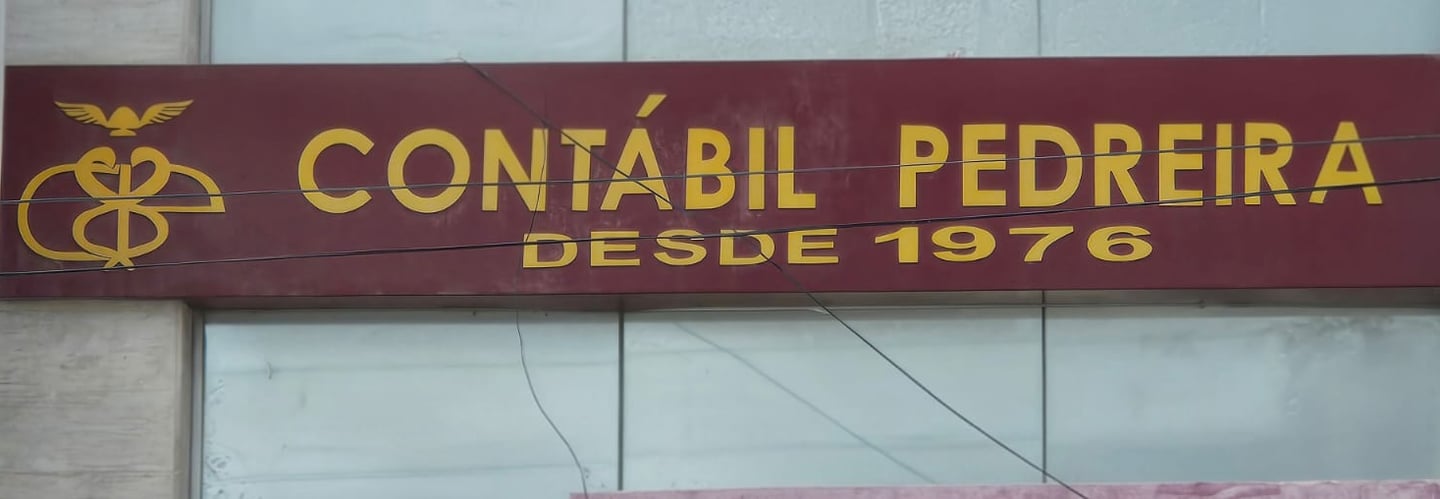 CONTÁBIL PEDREIRA
DESDE 1976